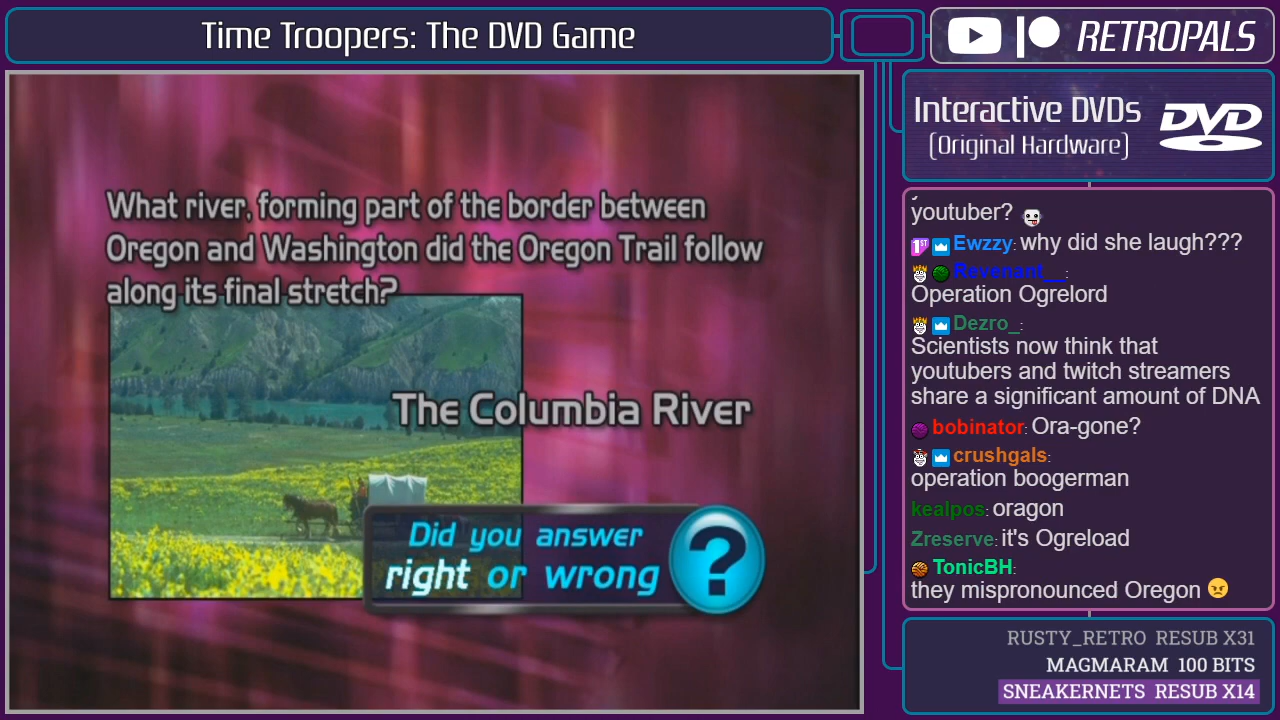 Time Troopers: The DVD Game
RETROPALS
Interactive DVDs
(Original Hardware)
DVD
What river, forming part of the border between
Oregon and Washington did the Oregon Trail follow
along its final stretch?
The Columbia River
Did you answer
right or wrong
?
youtuber?
1ST Ewzzy: why did she laugh???
Revenant__:
Operation Ogrelord
Dezro_:
Scientists now think that
youtubers and twitch streamers
share a significant amount of DNA
bobinator: Ora-gone?
crushgals:
operation boogerman
kealpos: oragon
Zreserve: it's Ogreload
TonicBH:
they mispronounced Oregon
RUSTY_RETRO RESUB X31
MAGMARAM 100 BITS
SNEAKERNETS RESUB X14